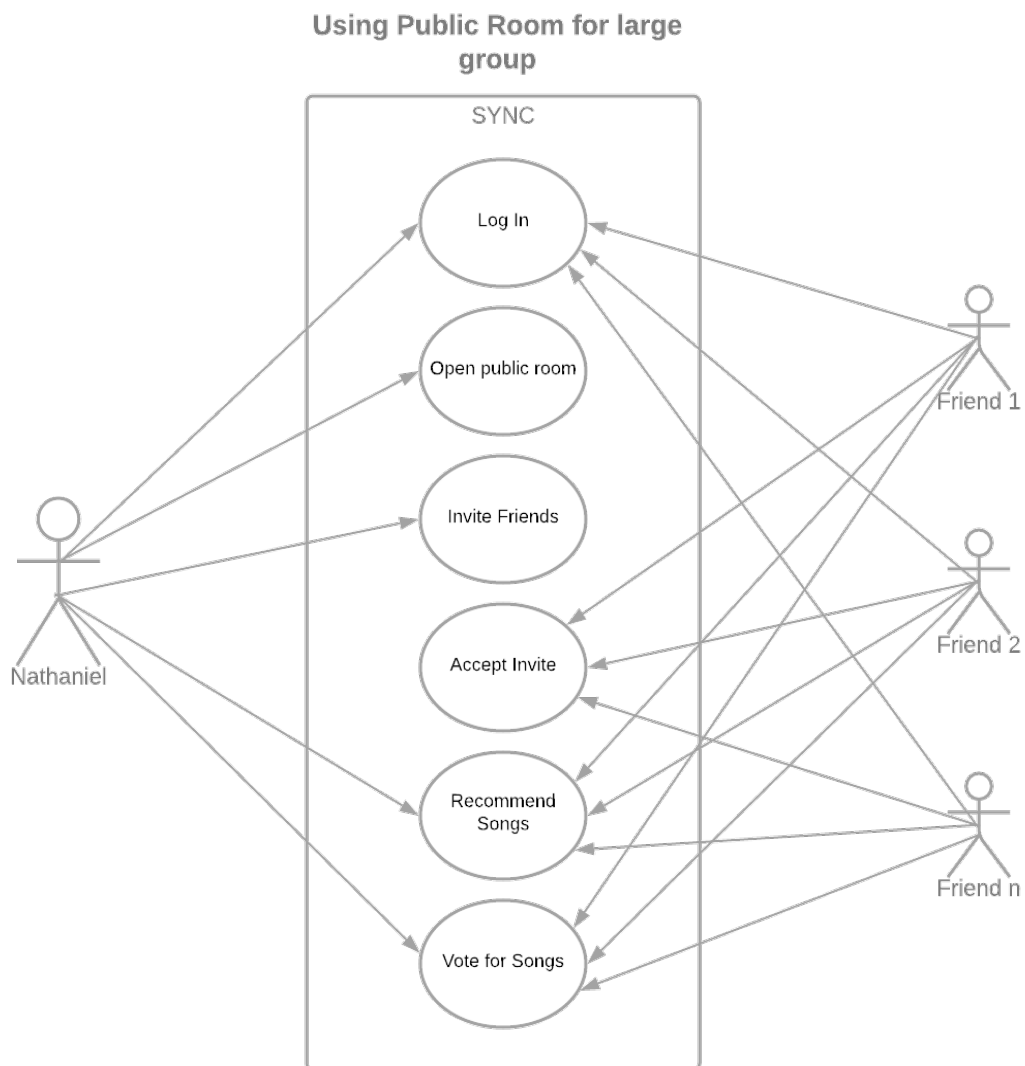 Using Public Room for large
group
SYNC
Log In
Open public room
Invite Friends
Accept Invite
Recommend
Songs
Vote for Songs
Nathaniel
Friend 1
Friend 2
Friend n